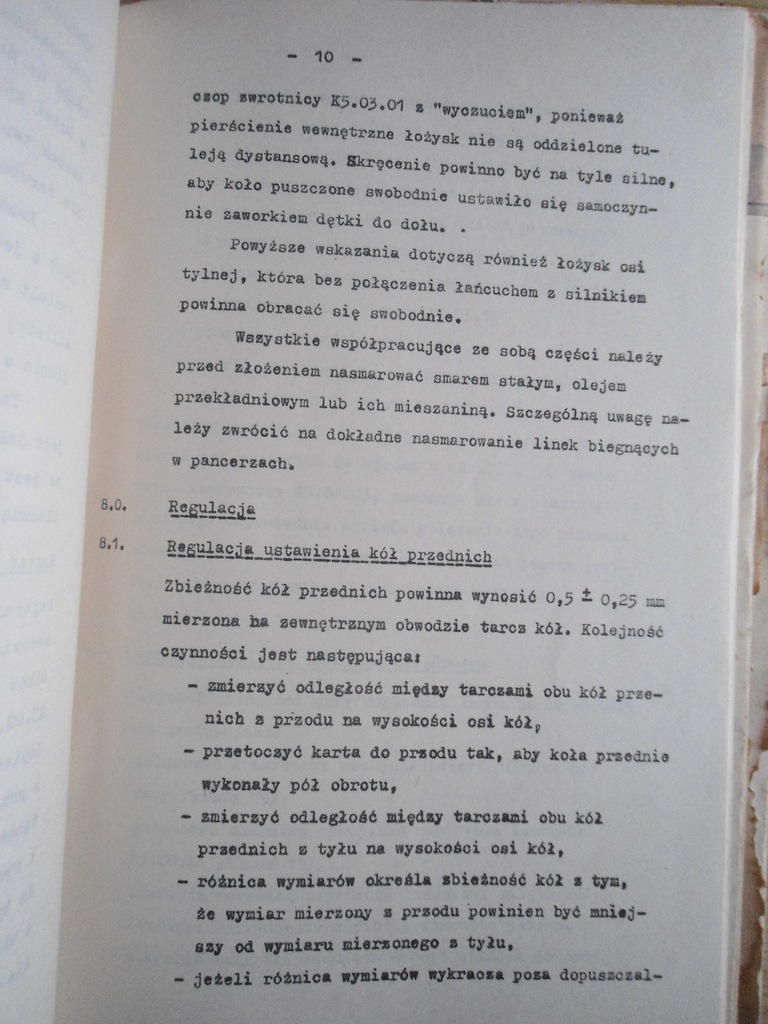 - 10 -
czop zwrotnicy K5.03.01 z "wyczuciem", ponieważ
pierścienie wewnętrzne łożysk nie są oddzielone tu-
leją dystansową. Skręcenie powinno być na tyle silne,
aby koło puszczone swobodnie ustawiło się samoczyn-
nie zaworkiem dętki do dołu. .
Powyższe wskazania dotyczą również łożysk osi
tylnej, która bez połączenia łańcuchem z silnikiem
powinna obracać się swobodnie.
Wszystkie współpracujące ze sobą części należy
przed złożeniem nasmarować smarem stałym, olejem
przekładniowym lub ich mieszaniną. Szczególną uwagę na-
leży zwrócić na dokładne nasmarowanie linek biegnących
w pancerzach.
8.0. Regulacja
8.1. Regulacja ustawienia kół przednich
Zbieżność kół przednich powinna wynosić 0,5 ± 0,25 mm
mierzona na zewnętrznym obwodzie tarcz kół. Kolejność
czynności jest następująca:
- zmierzyć odległość między tarczami obu kół prze-
nich z przodu na wysokości osi kół,
- przetoczyć karta do przodu tak, aby koła przednie
wykonały pół obrotu,
- zmierzyć odległość między tarczami obu kół
przednich z tyłu na wysokości osi kół,
- różnica wymiarów określa zbieżność kół z tym,
że wymiar mierzony z przodu powinien być mniej-
szy od wymiaru mierzonego z tyłu,
- jeżeli różnica wymiarów wykracza poza dopuszczal-